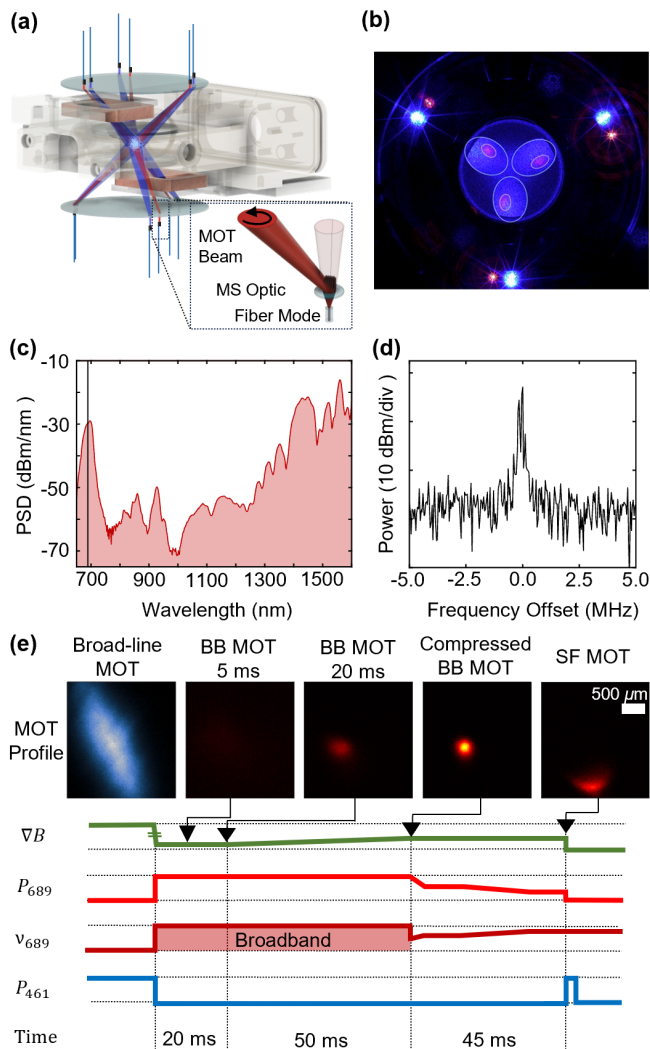 (a)
MOT
Beam
MS Optic
Fiber Mode
(b)
(c)
-10
-30
-50
-70
PSD (dBm/nm)
700 900 1100 1300 1500
Wavelength (nm)
(d)
Power (10 dBm/div)
-5.0 -2.5 0.0 2.5 5.0
Frequency Offset (MHz)
(e)
Broad-line
MOT
BB MOT
5 ms
BB MOT
20 ms
Compressed
BB MOT
SF MOT
500 µm
MOT
Profile
∇B
P₆₈₉
ν₆₈₉
Broadband
P₄₆₁
Time
20 ms
50 ms
45 ms